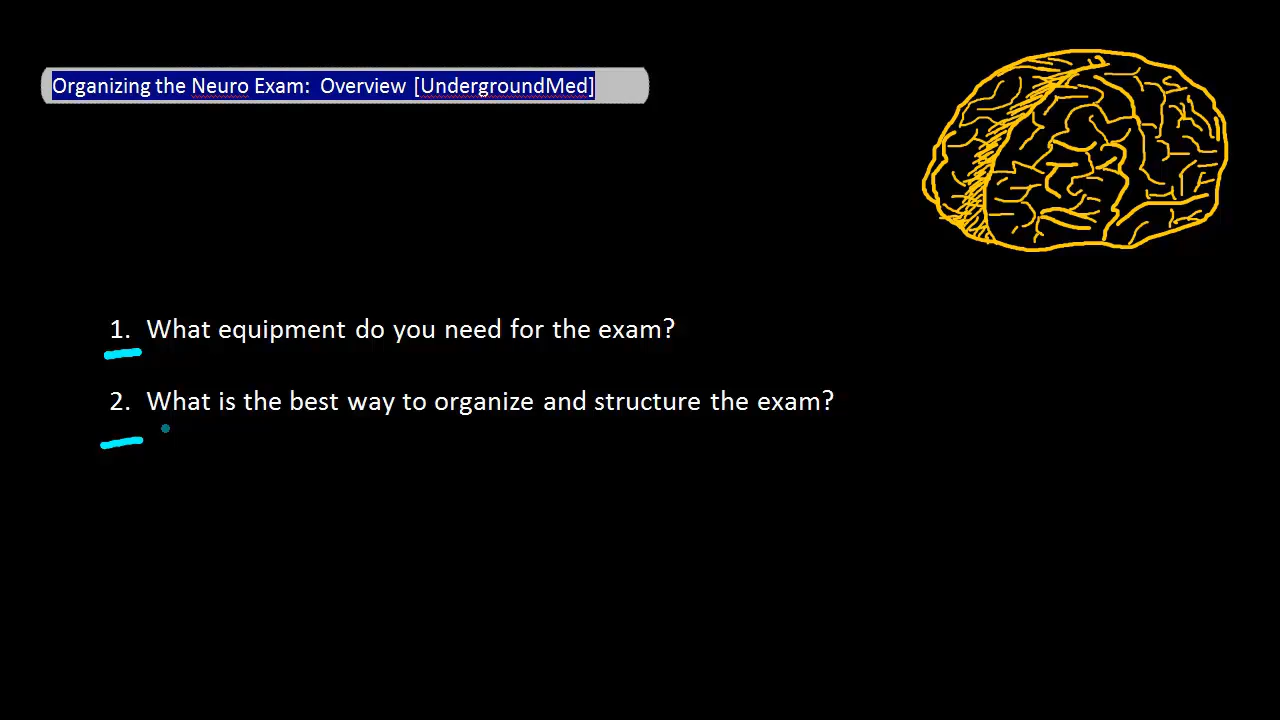 Organizing the Neuro Exam:  Overview [UndergroundMed]
1.  What equipment do you need for the exam?
2.  What is the best way to organize and structure the exam?